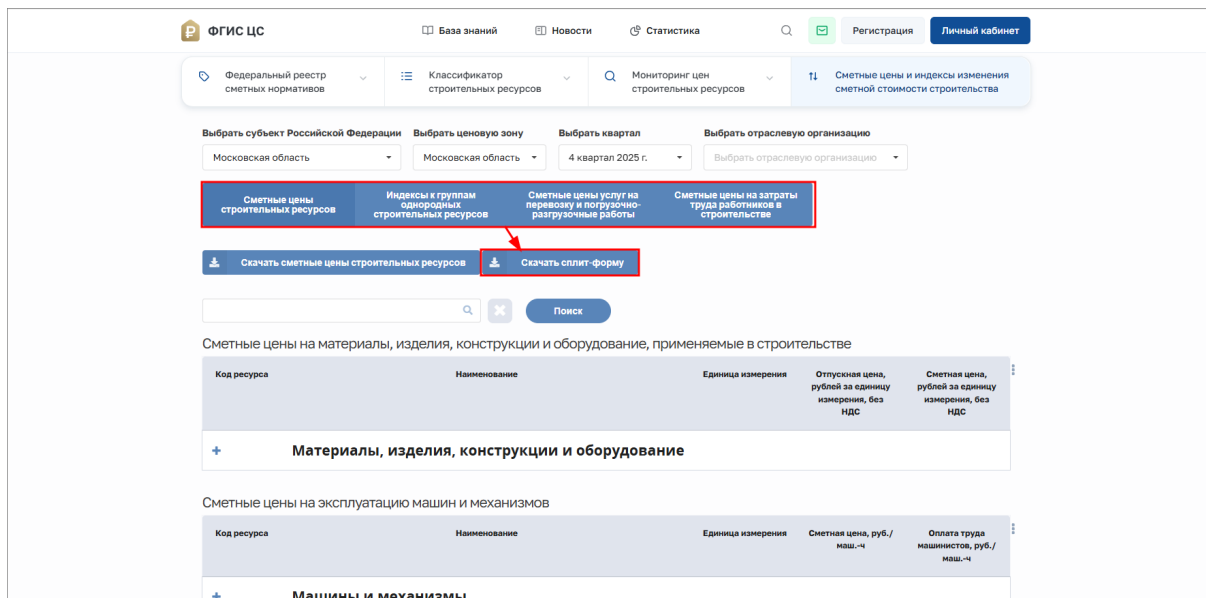 ФГИС ЦС
База знаний
Новости
Статистика
Регистрация
Личный кабинет
Федеральный реестр
сметных нормативов
Классификатор
строительных ресурсов
Мониторинг цен
строительных ресурсов
Сметные цены и индексы изменения
сметной стоимости строительства
Выбрать субъект Российской Федерации
Выбрать ценовую зону
Выбрать квартал
Выбрать отраслевую организацию
Московская область
Московская область
4 квартал 2025 г.
Выбрать отраслевую организацию
Сметные цены
строительных ресурсов
Индексы к группам
однородных
строительных ресурсов
Сметные цены услуг на
перевозку и погрузочно-
разгрузочные работы
Сметные цены на затраты
труда работников в
строительстве
Скачать сметные цены строительных ресурсов
Скачать сплит-форму
Поиск
Сметные цены на материалы, изделия, конструкции и оборудование, применяемые в строительстве
Код ресурса
Наименование
Единица измерения
Отпускная цена,
рублей за единицу
измерения, без
НДС
Сметная цена,
рублей за единицу
измерения, без
НДС
Материалы, изделия, конструкции и оборудование
Сметные цены на эксплуатацию машин и механизмов
Код ресурса
Наименование
Единица измерения
Сметная цена, руб./
маш.-ч
Оплата труда
машинистов, руб./
маш.-ч
Машины и механизмы